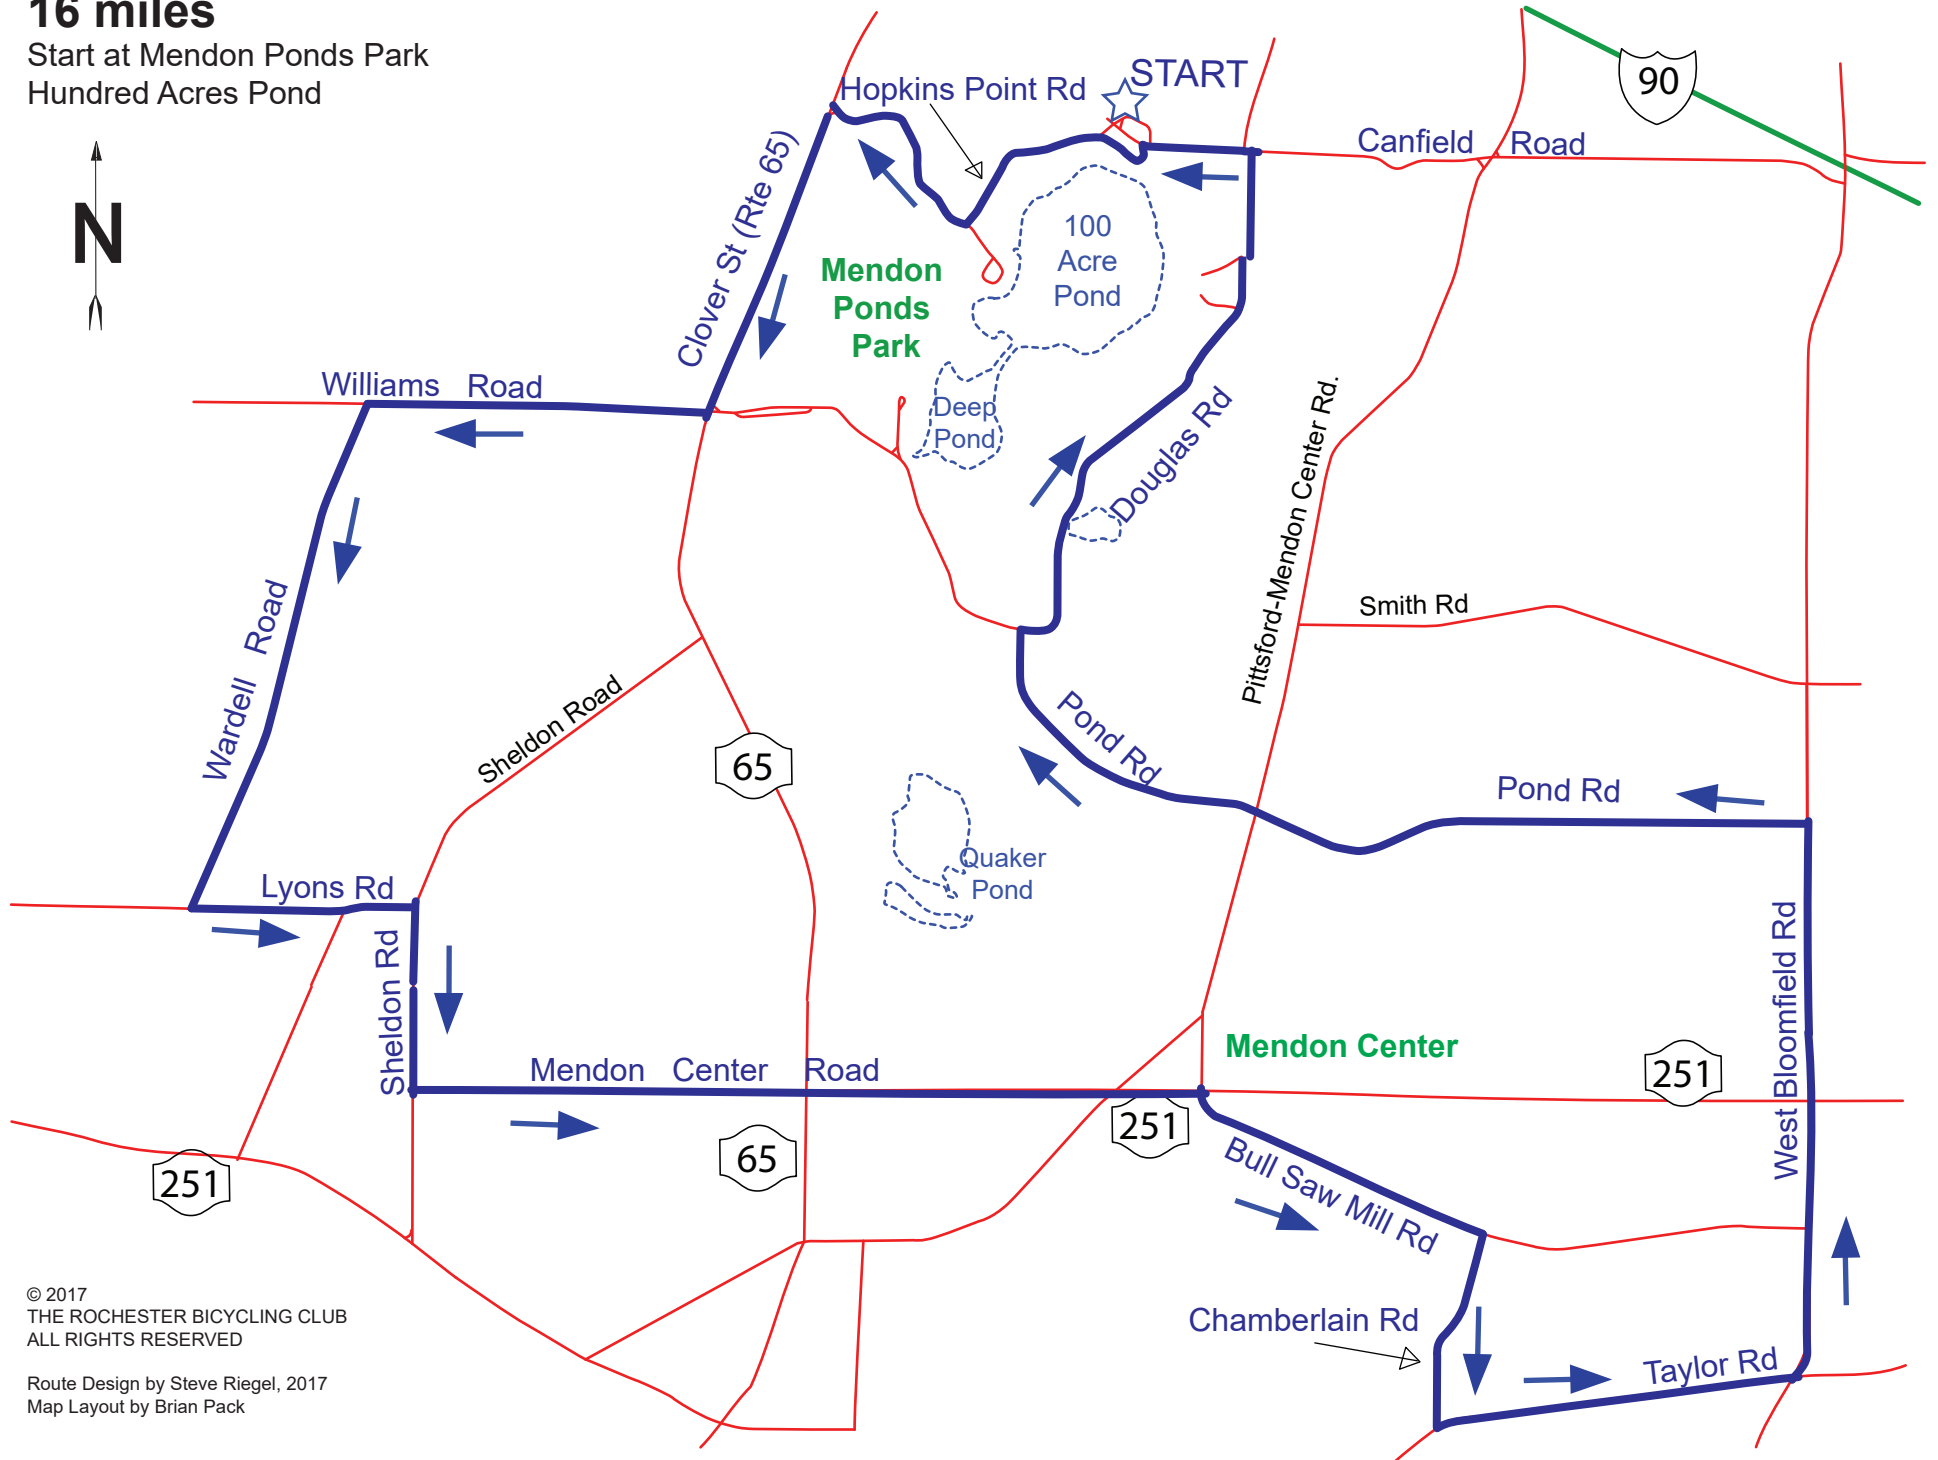 16 miles
Start at Mendon Ponds Park
Hundred Acres Pond
N
START
Hopkins Point Rd
90
Canfield Road
Clover St (Rte 65)
100
Acre
Pond
Mendon
Ponds
Park
Williams Road
Deep
Pond
Douglas Rd
Pittsford-Mendon Center Rd.
Smith Rd
Wardell Road
Sheldon Road
65
Pond Rd
Pond Rd
Quaker
Pond
Lyons Rd
Sheldon Rd
West Bloomfield Rd
Mendon Center
Mendon Center Road
251
251
65
251
Bull Saw Mill Rd
Chamberlain Rd
Taylor Rd
© 2017
THE ROCHESTER BICYCLING CLUB
ALL RIGHTS RESERVED
Route Design by Steve Riegel, 2017
Map Layout by Brian Pack